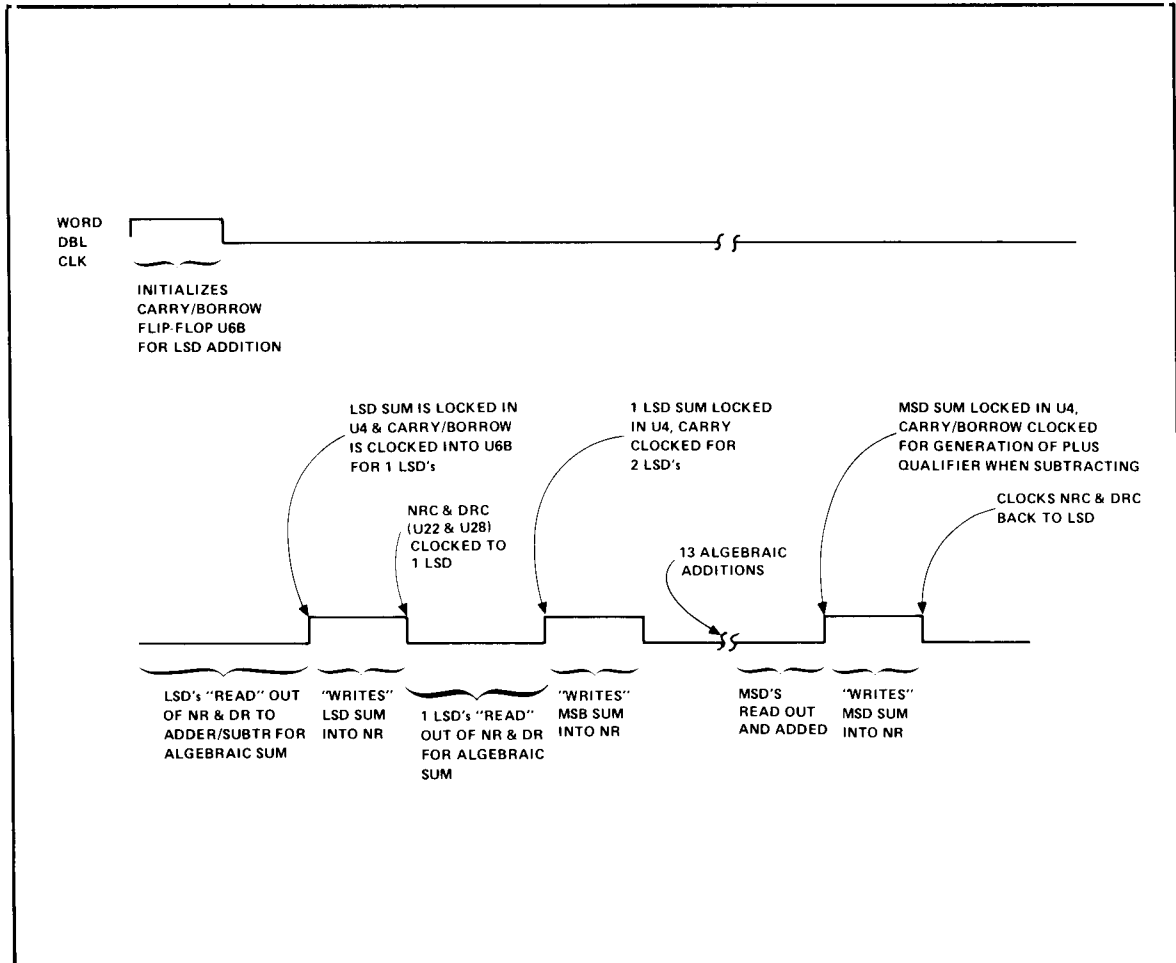 WORD
DBL
CLK
INITIALIZES
CARRY/BORROW
FLIP-FLOP U6B
FOR LSD ADDITION
LSD SUM IS LOCKED IN
U4 & CARRY/BORROW
IS CLOCKED INTO U6B
FOR 1 LSD's
NRC & DRC
(U22 & U28)
CLOCKED TO
1 LSD
1 LSD SUM LOCKED
IN U4, CARRY
CLOCKED FOR
2 LSD's
13 ALGEBRAIC
ADDITIONS
MSD SUM LOCKED IN U4,
CARRY/BORROW CLOCKED
FOR GENERATION OF PLUS
QUALIFIER WHEN SUBTRACTING
CLOCKS NRC & DRC
BACK TO LSD
LSD's "READ" OUT
OF NR & DR TO
ADDER/SUBTR FOR
ALGEBRAIC SUM
"WRITES"
LSD SUM
INTO NR
1 LSD's "READ"
OUT OF NR & DR
FOR ALGEBRAIC
SUM
"WRITES"
MSB SUM
INTO NR
MSD'S
READ OUT
AND ADDED
"WRITES"
MSD SUM
INTO NR